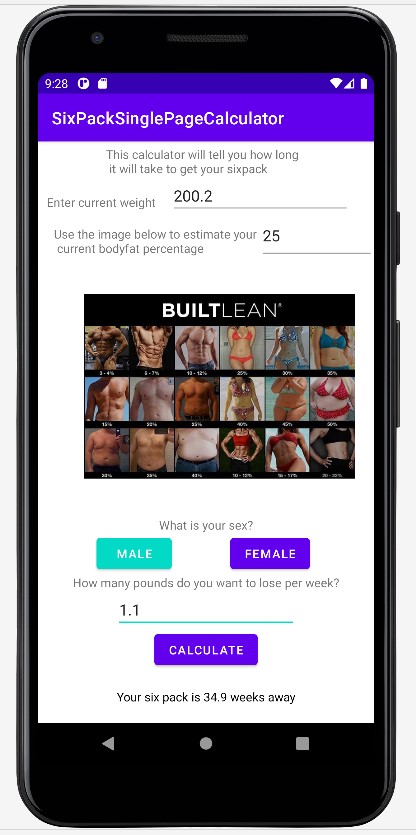 9:28
SixPackSinglePageCalculator
This calculator will tell you how long
it will take to get your sixpack
Enter current weight 200.2
Use the image below to estimate your
current bodyfat percentage 25
BUILTLEAN®
3 - 4% 6 - 7% 10 - 12% 25% 30% 35%
15% 20% 25% 40% 45% 50%
30% 35% 40% 10 - 12% 15 - 17% 20 - 22%
What is your sex?
MALE FEMALE
How many pounds do you want to lose per week?
1.1
CALCULATE
Your six pack is 34.9 weeks away